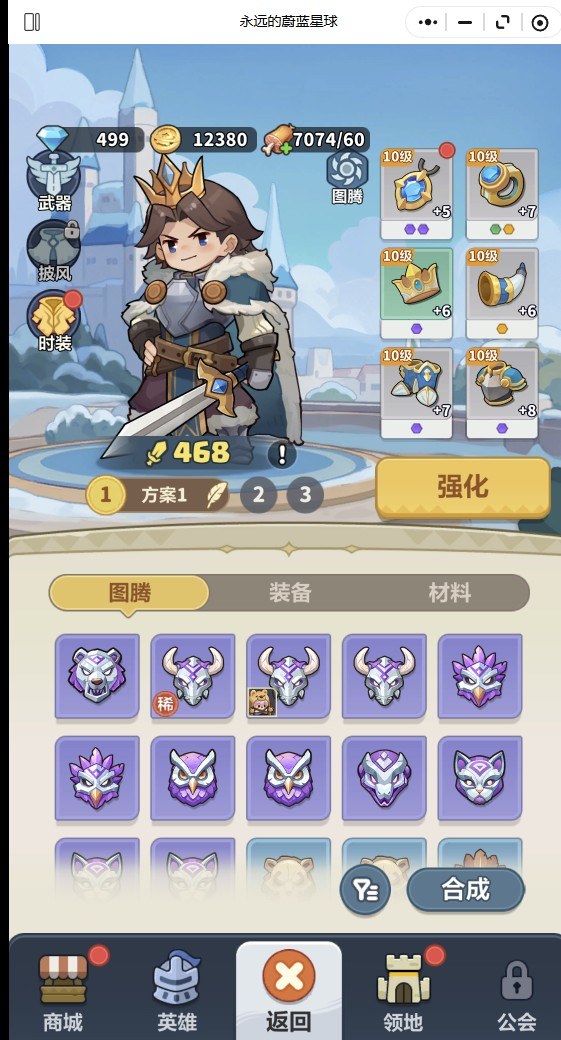 永远的蔚蓝星球
499
12380
7074/60
武器
图腾
披风
时装
10级
+5
10级
+7
10级
+6
10级
+6
10级
+7
10级
+8
468
!
1
方案1
2
3
强化
图腾
装备
材料
稀
合成
商城
英雄
返回
领地
公会